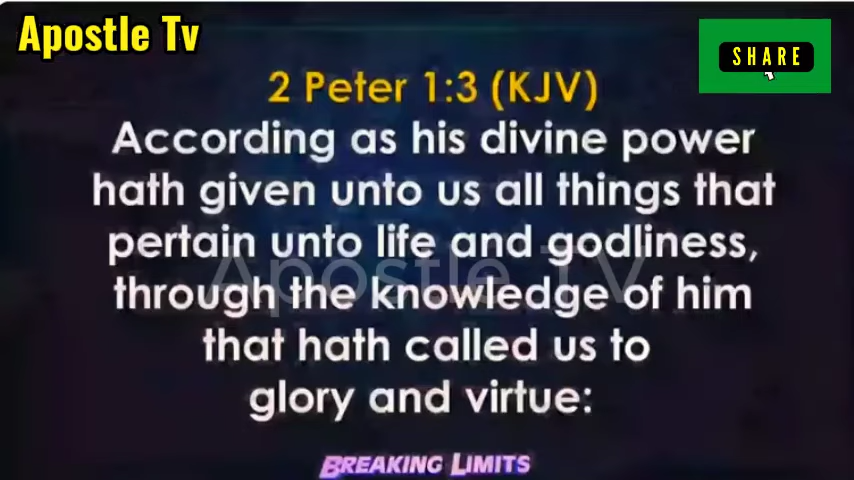 Apostle Tv
SHARE
2 Peter 1:3 (KJV)
According as his divine power
hath given unto us all things that
pertain unto life and godliness,
Apostle TV
through the knowledge of him
that hath called us to
glory and virtue:
BREAKING LIMITS